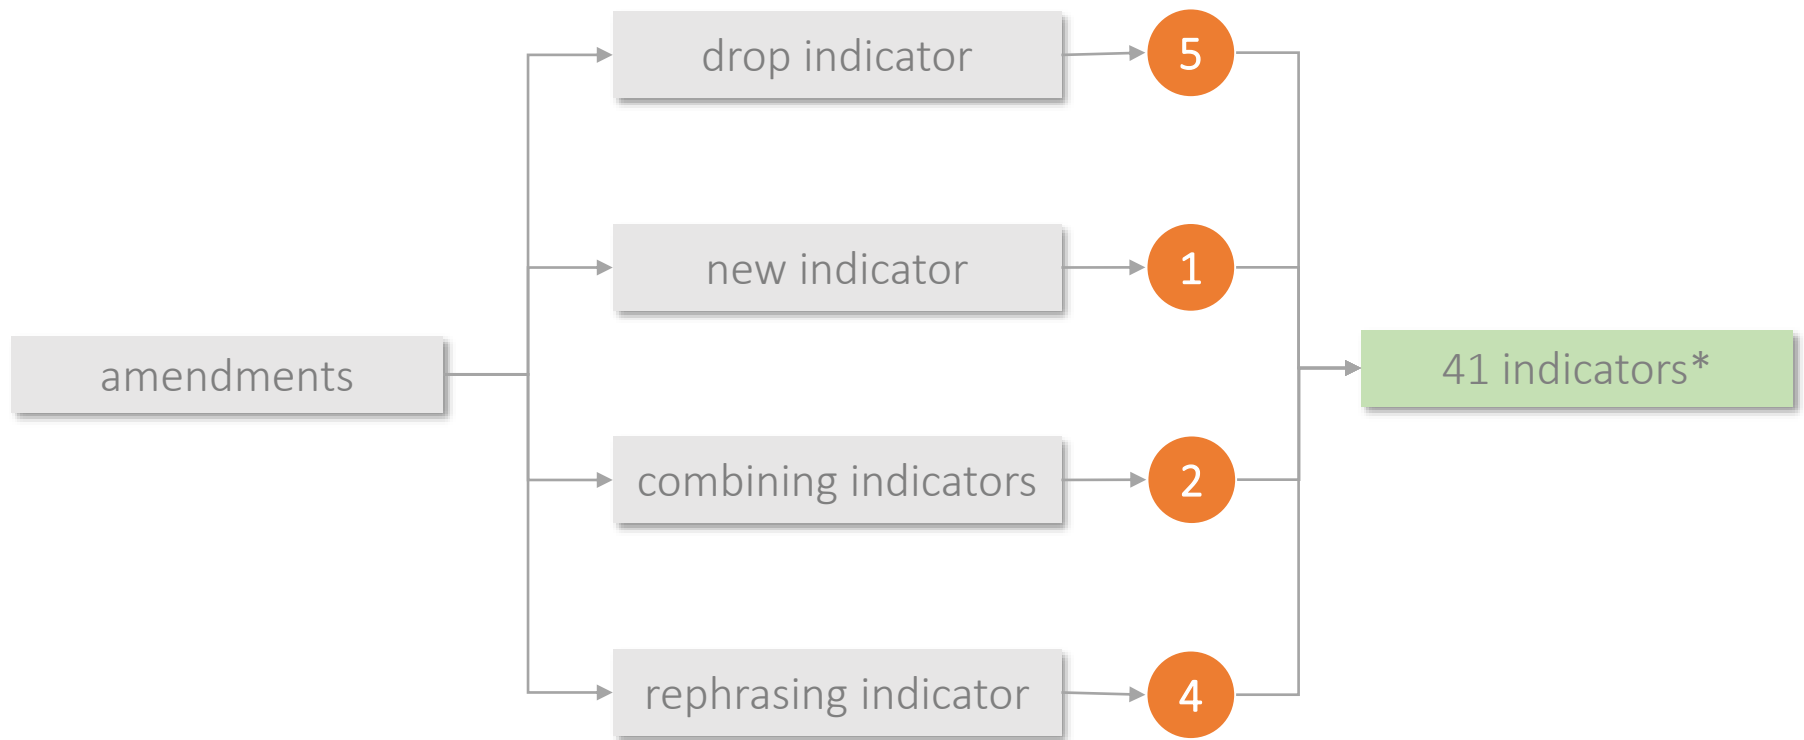 drop indicator
5
new indicator
1
amendments
41 indicators*
combining indicators
2
rephrasing indicator
4